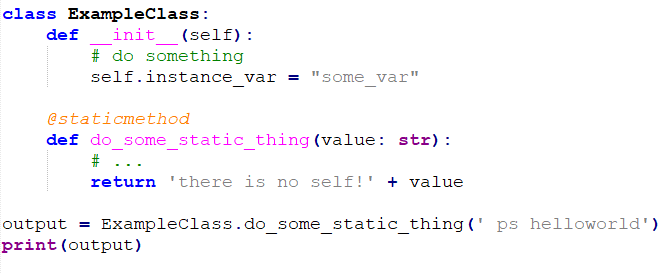 class ExampleClass:
    def __init__(self):
        # do something
        self.instance_var = "some_var"

    @staticmethod
    def do_some_static_thing(value: str):
        # ...
        return 'there is no self!' + value

output = ExampleClass.do_some_static_thing(' ps helloworld')
print(output)